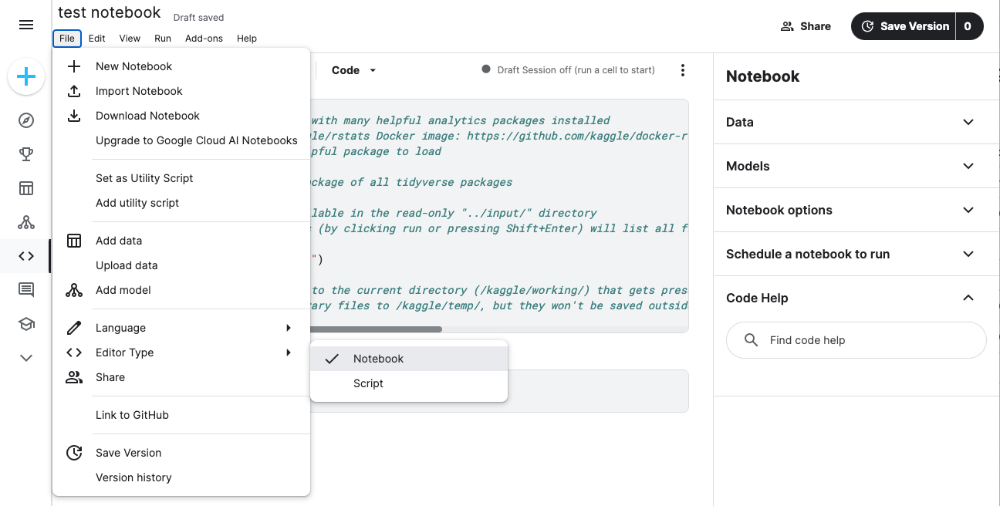 test notebook
Draft saved
File Edit View Run Add-ons Help
Share
Save Version 0
New Notebook
Import Notebook
Download Notebook
Upgrade to Google Cloud AI Notebooks
Set as Utility Script
Add utility script
Add data
Upload data
Add model
Language
Editor Type
Share
Link to GitHub
Save Version
Version history
Notebook
Script
Code
Draft Session off (run a cell to start)
with many helpful analytics packages installed
gle/rstats Docker image: https://github.com/kaggle/docker-r
pful package to load
ckage of all tidyverse packages
lable in the read-only "../input/" directory
(by clicking run or pressing Shift+Enter) will list all f
")
to the current directory (/kaggle/working/) that gets pres
rary files to /kaggle/temp/, but they won't be saved outsid
Notebook
Data
Models
Notebook options
Schedule a notebook to run
Code Help
Find code help